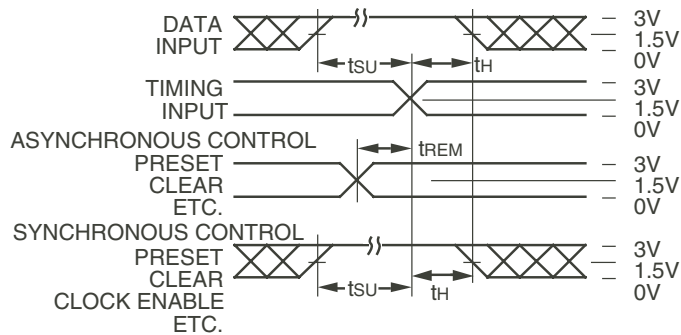 DATA
INPUT
3V
1.5V
0V
tSU
tH
TIMING
INPUT
3V
1.5V
0V
ASYNCHRONOUS CONTROL
tREM
PRESET
CLEAR
ETC.
3V
1.5V
0V
SYNCHRONOUS CONTROL
PRESET
CLEAR
CLOCK ENABLE
ETC.
3V
1.5V
0V
tSU
tH